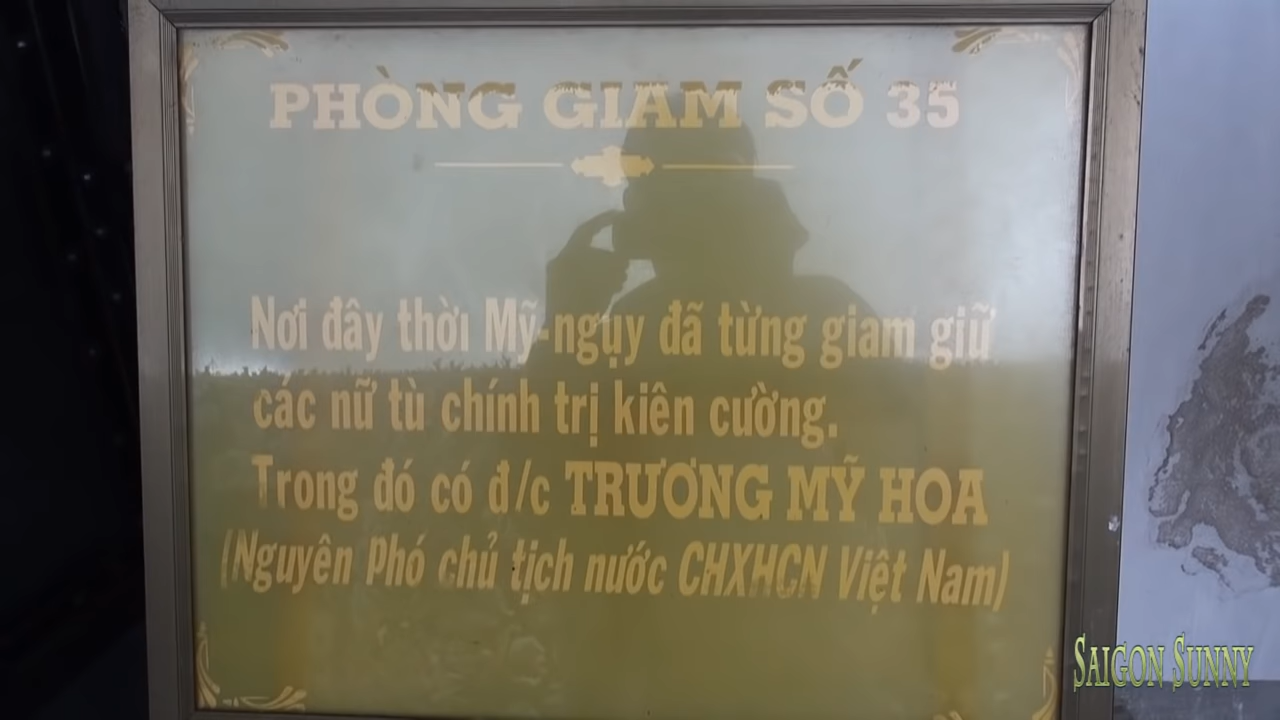 PHÒNG GIAM SỐ 35
Nơi đây thời Mỹ-ngụy đã từng giam giữ
các nữ tù chính trị kiên cường.
Trong đó có đ/c TRƯƠNG MỸ HOA
(Nguyên Phó chủ tịch nước CHXHCN Việt Nam)
SAIGON SUNNY